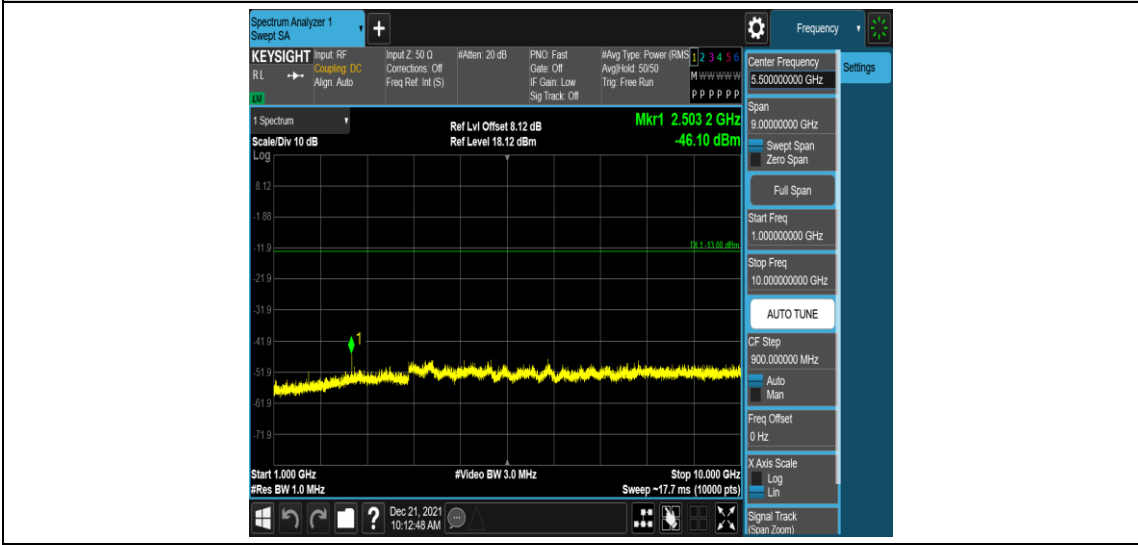 Spectrum Analyzer 1
Swept SA
+
Frequency
KEYSIGHT
RL
LXI
Input: RF
Coupling: DC
Align: Auto
Input Z: 50 Ω
Corrections: Off
Freq Ref: Int (S)
#Atten: 20 dB
PNO: Fast
Gate: Off
IF Gain: Low
Sig Track: Off
#Avg Type: Power (RMS
Avg|Hold: 50/50
Trig: Free Run
1 2 3 4 5 6
M W W W W W
P P P P P P
Center Frequency
5.500000000 GHz
Settings
Span
9.00000000 GHz
Swept Span
Zero Span
Full Span
Start Freq
1.000000000 GHz
Stop Freq
10.000000000 GHz
AUTO TUNE
CF Step
900.000000 MHz
Auto
Man
Freq Offset
0 Hz
X Axis Scale
Log
Lin
Signal Track
(Span Zoom)
1 Spectrum
Scale/Div 10 dB
Log
Ref Lvl Offset 8.12 dB
Ref Level 18.12 dBm
Mkr1 2.503 2 GHz
-46.10 dBm
8.12
-1.88
-11.9
DL1 -13.00 dBm
-21.9
-31.9
-41.9
1
-51.9
-61.9
-71.9
Start 1.000 GHz
#Video BW 3.0 MHz
Stop 10.000 GHz
#Res BW 1.0 MHz
Sweep ~17.7 ms (10000 pts)
?
Dec 21, 2021
10:12:48 AM